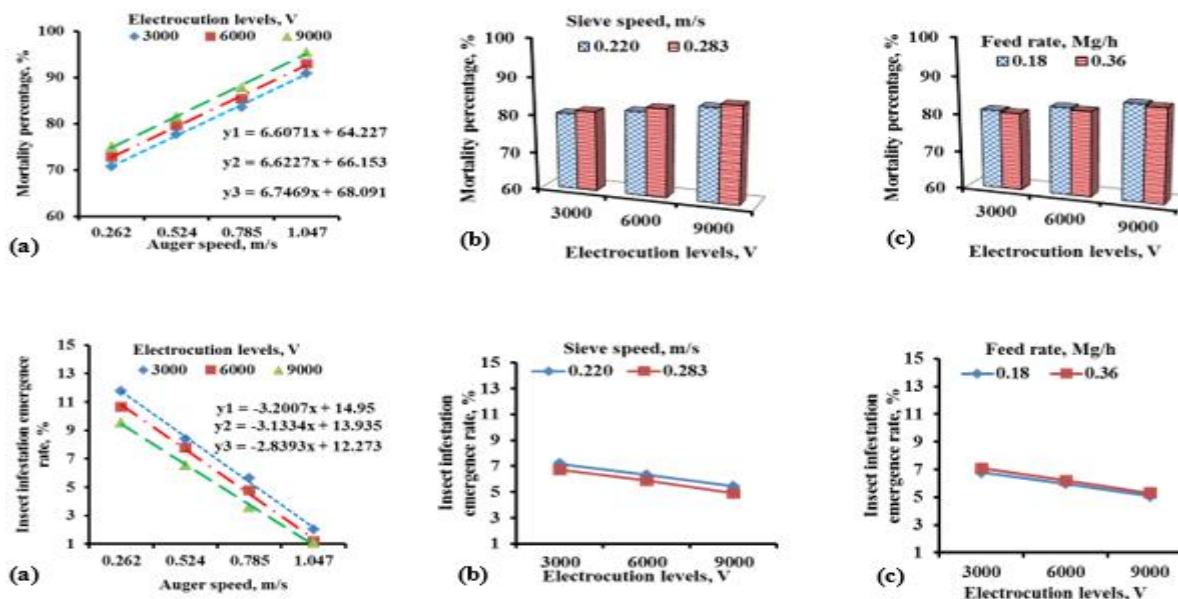 Electrocution levels, V
3000 6000 9000
Mortality percentage, %
100
90
80
70
60
y1 = 6.6071x + 64.227
y2 = 6.6227x + 66.153
y3 = 6.7469x + 68.091
0.262 0.524 0.785 1.047
(a) Auger speed, m/s
Sieve speed, m/s
0.220 0.283
Mortality percentage, %
100
90
80
70
60
3000 6000 9000
(b) Electrocution levels, V
Feed rate, Mg/h
0.18 0.36
Mortality percentage, %
100
90
80
70
60
3000 6000 9000
(c) Electrocution levels, V
Electrocution levels, V
3000 6000 9000
Insect infestation emergence
rate, %
15
13
11
9
7
5
3
1
y1 = -3.2007x + 14.95
y2 = -3.1334x + 13.935
y3 = -2.8393x + 12.273
0.262 0.524 0.785 1.047
(a) Auger speed, m/s
Sieve speed, m/s
0.220 0.283
Insect infestation
emergence rate, %
15
13
11
9
7
5
3
1
3000 6000 9000
(b) Electrocution levels, V
Feed rate, Mg/h
0.18 0.36
Insect infestation
emergence rate, %
15
13
11
9
7
5
3
1
3000 6000 9000
(c) Electrocution levels, V